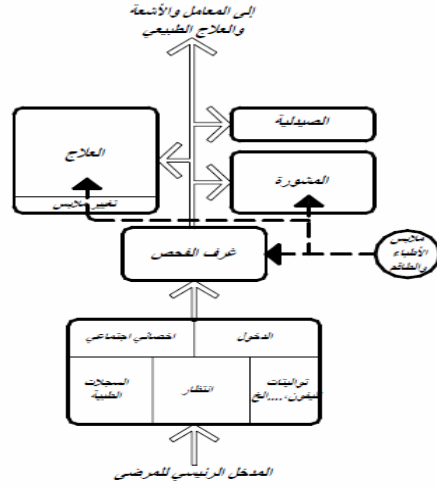 إلى المعامل والأشعة
والعلاج الطبيعي
الصيدلية
العلاج
المشورة
تغيير ملابس
غرف الفحص
ملابس
الأطباء
والطاقم
الدخول
اخصائي اجتماعي
تواليتات
تليفون،....الخ
انتظار
السجلات
الطبية
المدخل الرئيسي للمرضى